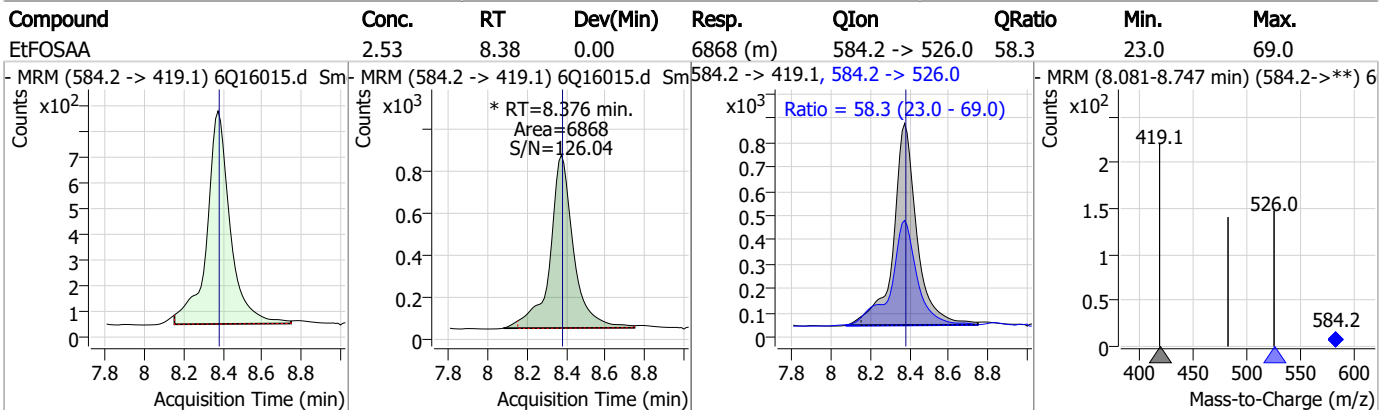 Compound Conc. RT Dev(Min) Resp. QIon QRatio Min. Max.
EtFOSAA 2.53 8.38 0.00 6868 (m) 584.2 -> 526.0 58.3 23.0 69.0
- MRM (584.2 -> 419.1) 6Q16015.d Sm
Counts
x10²
7
6
5
4
3
2
1
0
7.8 8 8.2 8.4 8.6 8.8
Acquisition Time (min)
- MRM (584.2 -> 419.1) 6Q16015.d Sm
Counts
x10³
* RT=8.376 min.
Area=6868
S/N=126.04
0.8
0.6
0.4
0.2
0
7.8 8 8.2 8.4 8.6 8.8
Acquisition Time (min)
584.2 -> 419.1, 584.2 -> 526.0
Counts
x10³
Ratio = 58.3 (23.0 - 69.0)
0.8
0.7
0.6
0.5
0.4
0.3
0.2
0.1
0
7.8 8 8.2 8.4 8.6 8.8
Acquisition Time (min)
- MRM (8.081-8.747 min) (584.2->**) 6
Counts
x10²
419.1
526.0
584.2
2
1.5
1
0.5
0
400 450 500 550 600
Mass-to-Charge (m/z)